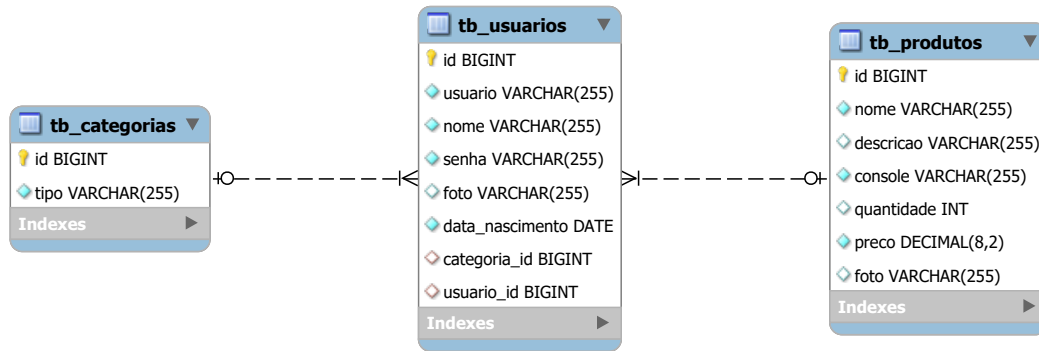 tb_categorias
id BIGINT
tipo VARCHAR(255)
Indexes
tb_usuarios
id BIGINT
usuario VARCHAR(255)
nome VARCHAR(255)
senha VARCHAR(255)
foto VARCHAR(255)
data_nascimento DATE
categoria_id BIGINT
usuario_id BIGINT
Indexes
tb_produtos
id BIGINT
nome VARCHAR(255)
descricao VARCHAR(255)
console VARCHAR(255)
quantidade INT
preco DECIMAL(8,2)
foto VARCHAR(255)
Indexes